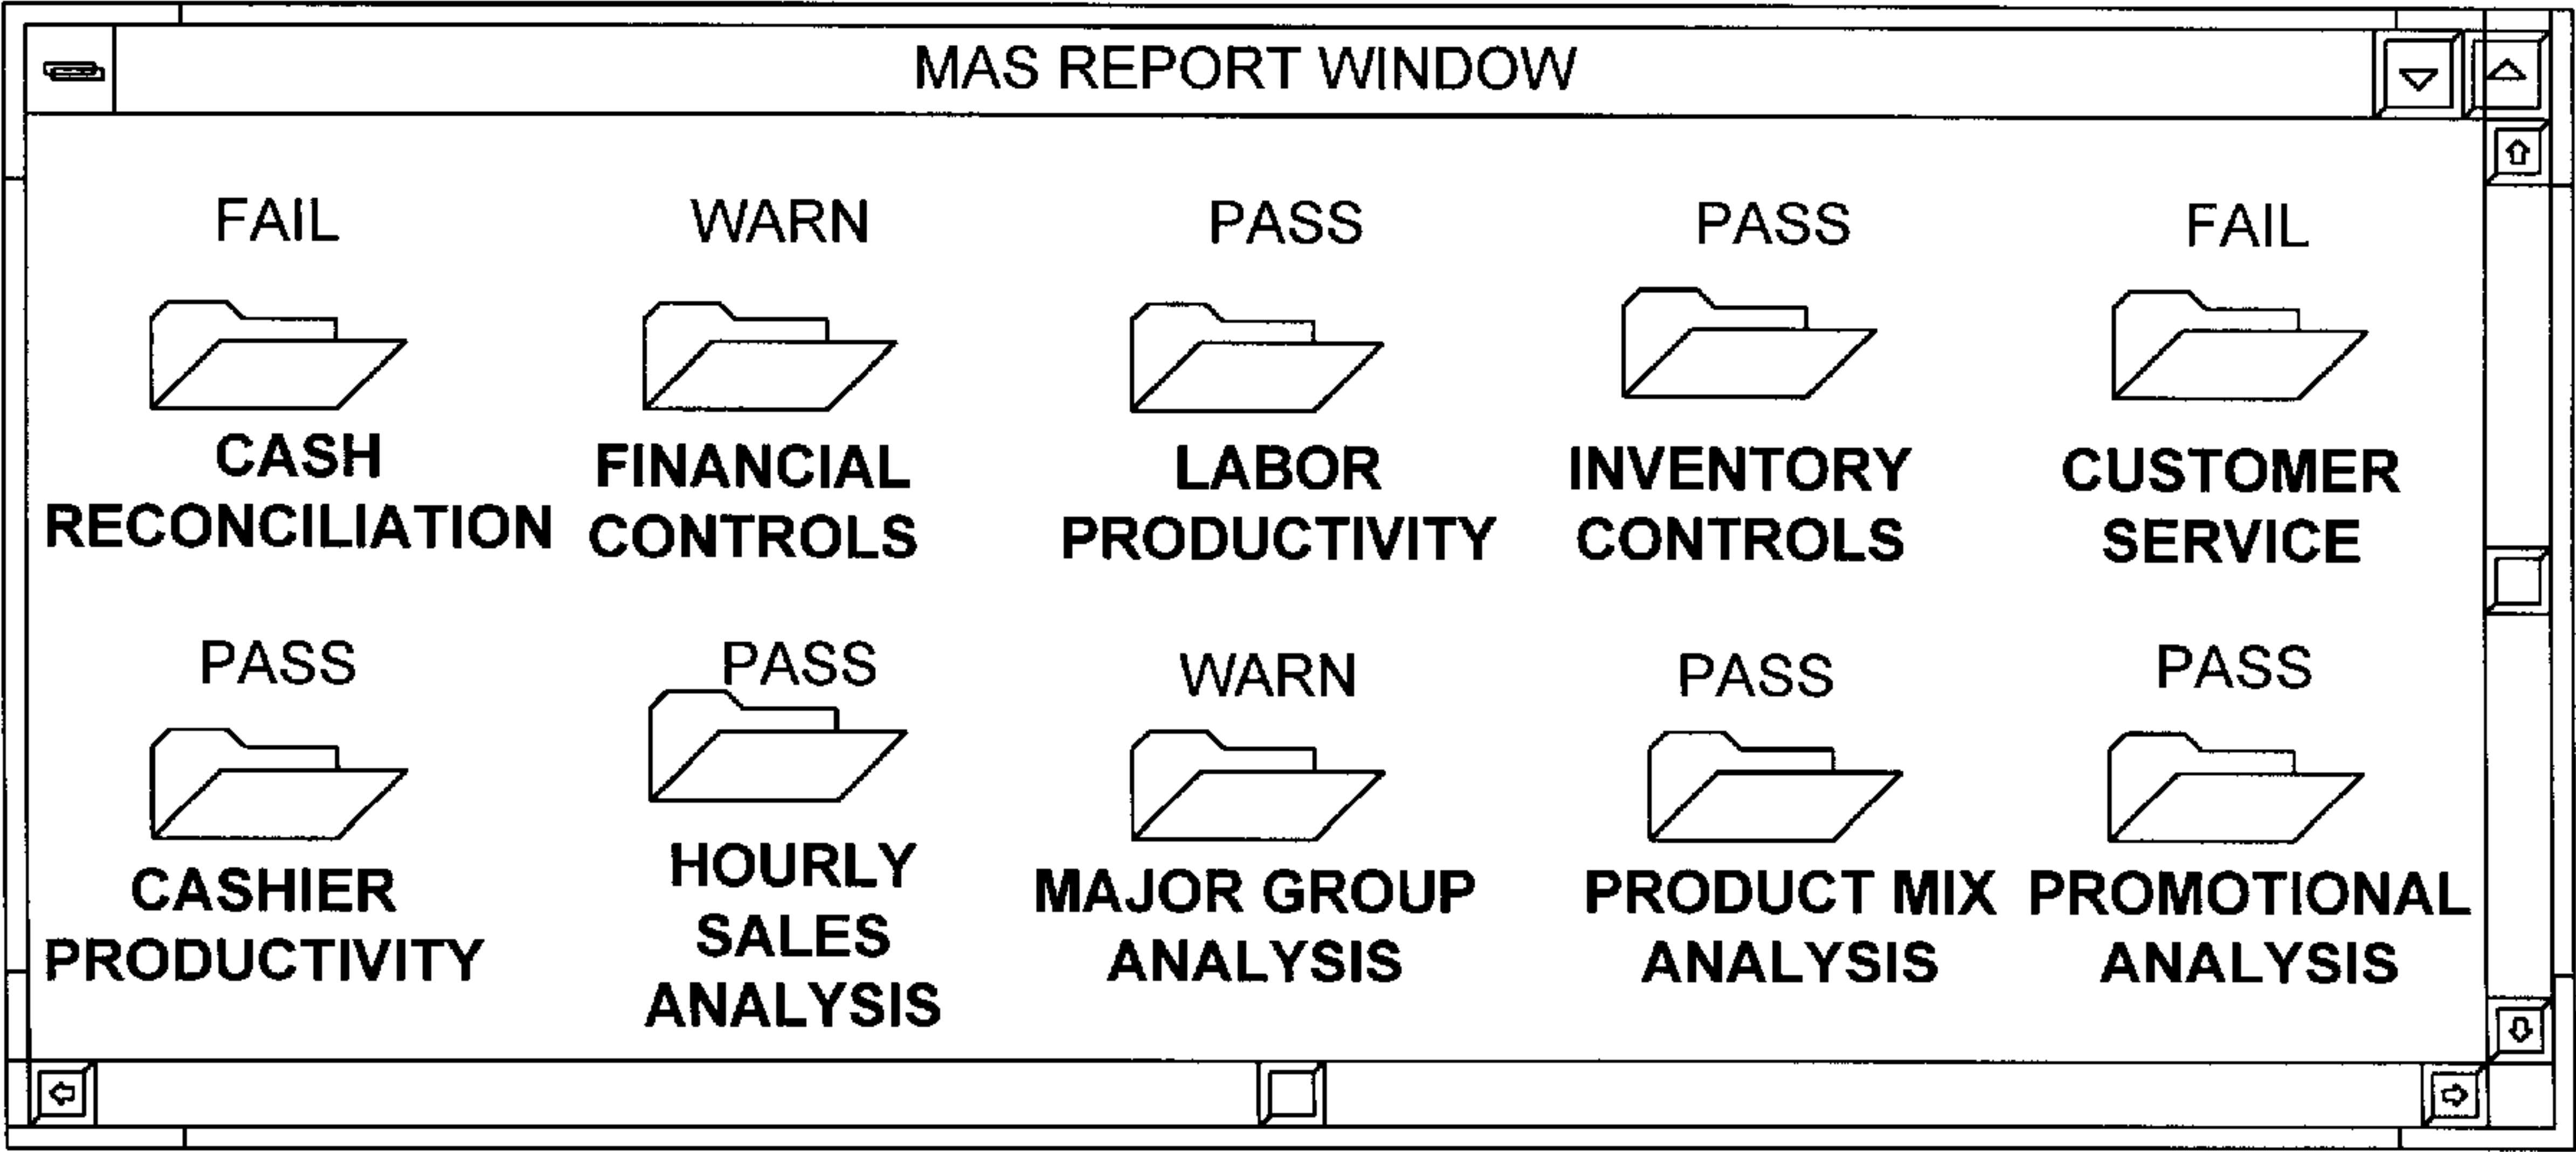 MAS REPORT WINDOW
FAIL
WARN
PASS
PASS
FAIL
CASH
RECONCILIATION
FINANCIAL
CONTROLS
LABOR
PRODUCTIVITY
INVENTORY
CONTROLS
CUSTOMER
SERVICE
PASS
PASS
WARN
PASS
PASS
CASHIER
PRODUCTIVITY
HOURLY
SALES
ANALYSIS
MAJOR GROUP
ANALYSIS
PRODUCT MIX
ANALYSIS
PROMOTIONAL
ANALYSIS